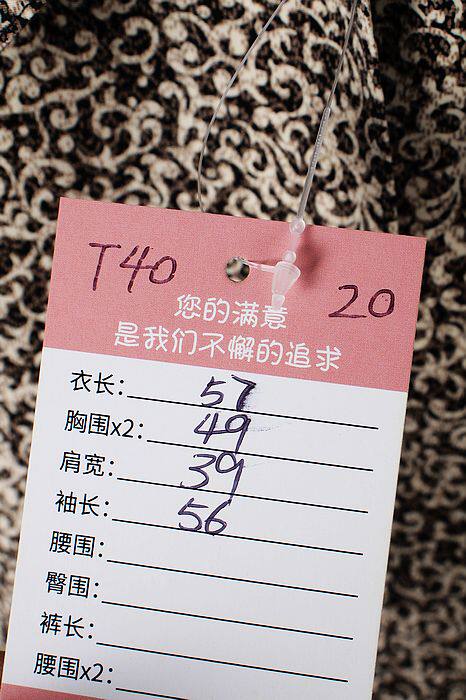 T40 20
您的满意
是我们不懈的追求
衣长: 57
胸围x2: 49
肩宽: 39
袖长: 56
腰围:
臀围:
裤长:
腰围x2: